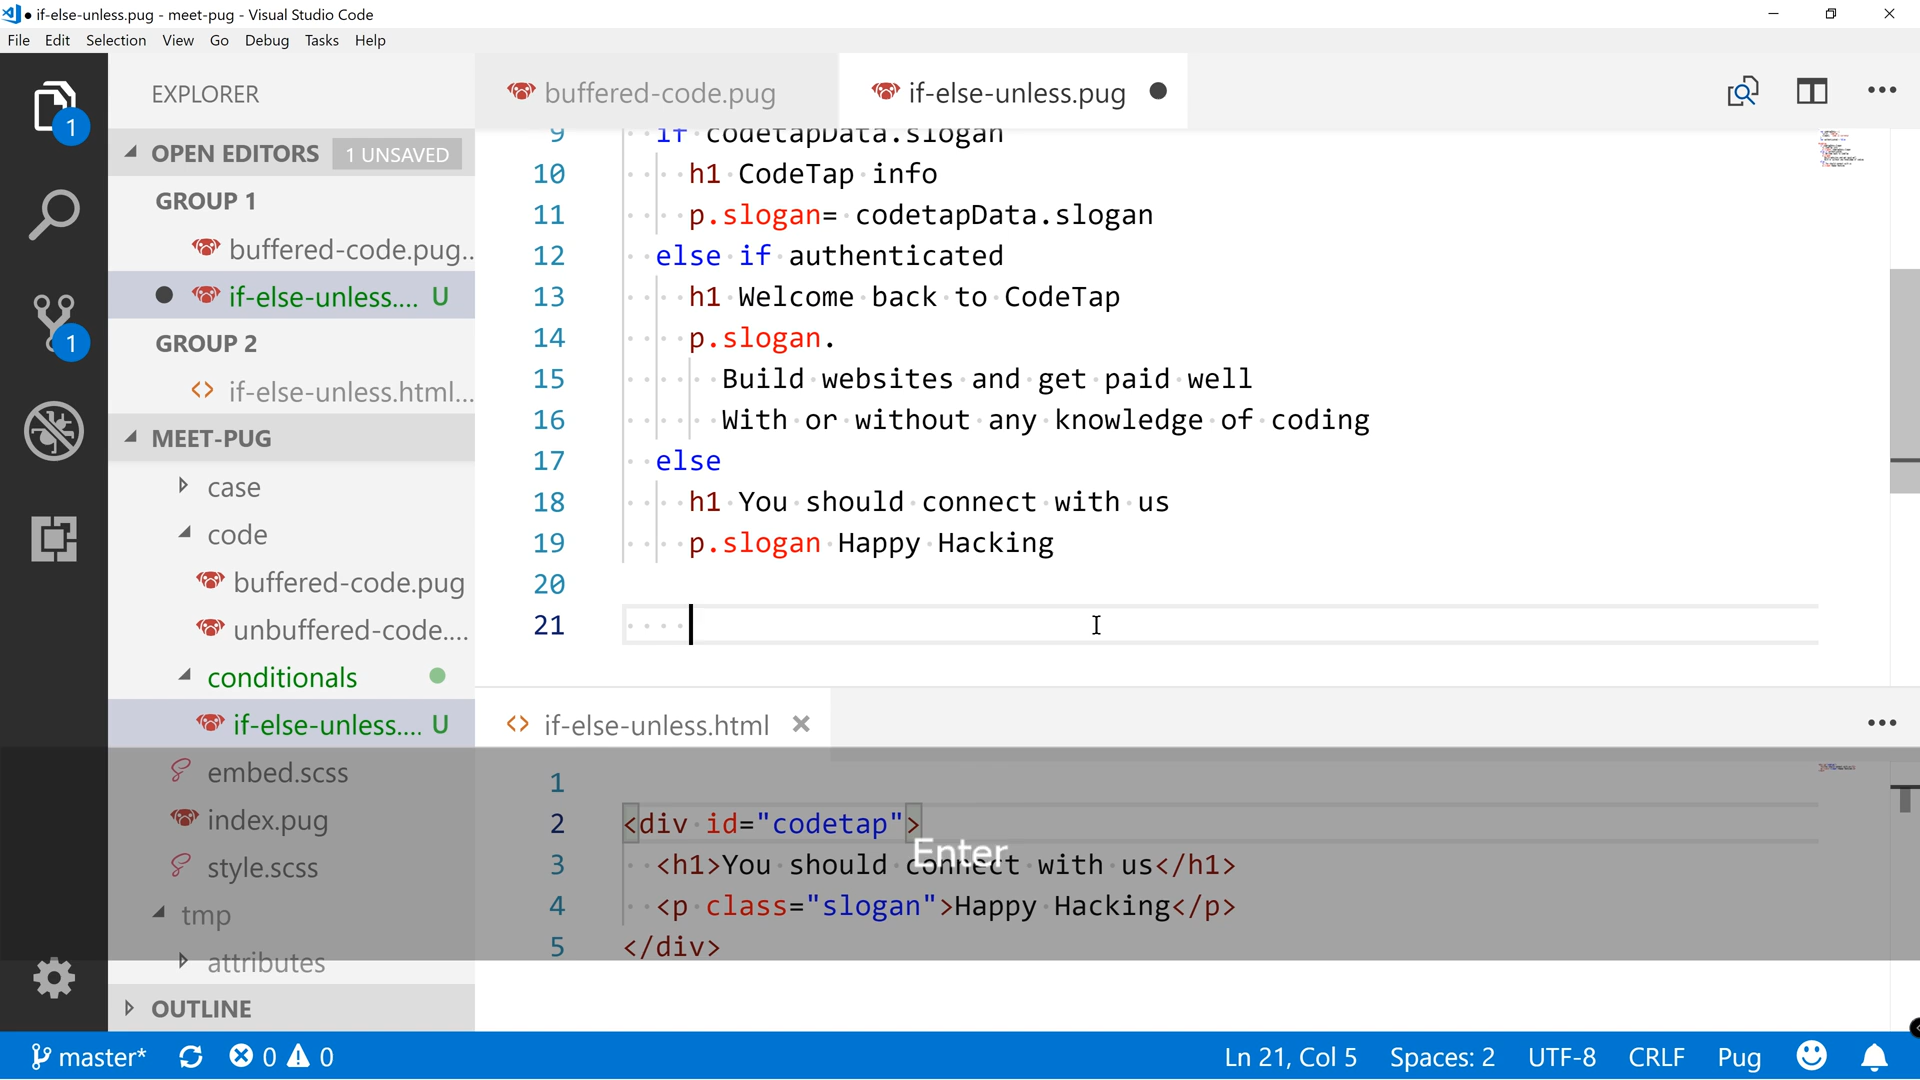 if-else-unless.pug - meet-pug - Visual Studio Code
File Edit Selection View Go Debug Tasks Help
EXPLORER
OPEN EDITORS 1 UNSAVED
GROUP 1
buffered-code.pug...
if-else-unless.... U
GROUP 2
if-else-unless.html...
MEET-PUG
case
code
buffered-code.pug
unbuffered-code....
conditionals
if-else-unless.... U
embed.scss
index.pug
style.scss
tmp
attributes
OUTLINE
1
1
buffered-code.pug if-else-unless.pug
9 if codetapData.slogan
10 h1 CodeTap info
11 p.slogan= codetapData.slogan
12 else if authenticated
13 h1 Welcome back to CodeTap
14 p.slogan.
15 Build websites and get paid well
16 With or without any knowledge of coding
17 else
18 h1 You should connect with us
19 p.slogan Happy Hacking
20
21
if-else-unless.html
1
2 <div id="codetap">
3 <h1>You should connect with us</h1>
4 <p class="slogan">Happy Hacking</p>
5 </div>
Enter
master* 0 0 Ln 21, Col 5 Spaces: 2 UTF-8 CRLF Pug